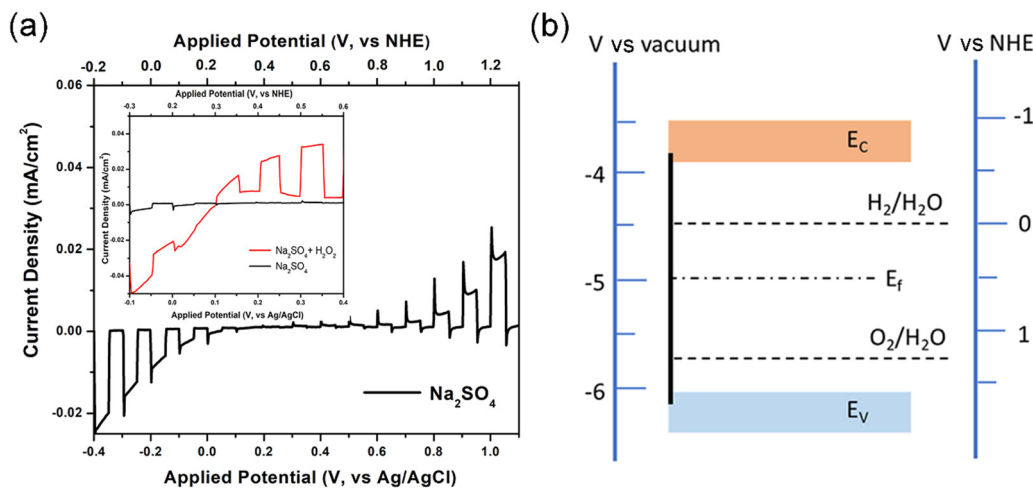 (a)
Applied Potential (V, vs NHE)
-0.2 0.0 0.2 0.4 0.6 0.8 1.0 1.2
0.06
0.04
0.02
0.00
-0.02
Current Density (mA/cm²)
Applied Potential (V, vs NHE)
-0.3 0.2 0.3 0.4 0.5 0.6
0.04
0.02
0.00
-0.02
-0.04
Current Density (mA/cm²)
Na₂SO₄ + H₂O₂
Na₂SO₄
-0.1 0.0 0.1 0.2 0.3 0.4
Applied Potential (V, vs Ag/AgCl)
Na₂SO₄
-0.4 -0.2 0.0 0.2 0.4 0.6 0.8 1.0
Applied Potential (V, vs Ag/AgCl)
(b)
V vs vacuum
V vs NHE
-4
-5
-6
E_C
H₂/H₂O
E_f
O₂/H₂O
E_V
-1
0
1